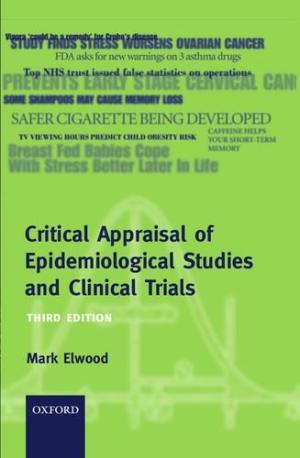 Viagra 'could be a remedy' for Crohn's disease
STUDY FINDS STRESS WORSENS OVARIAN CANCER
FDA asks for new warnings on 3 asthma drugs
Top NHS trust issued false statistics on operations
PREVENTS EARLY STAGE CERVICAL CAN
SOME SHAMPOOS MAY CAUSE MEMORY LOSS
SAFER CIGARETTE BEING DEVELOPED
TV VIEWING HOURS PREDICT CHILD OBESITY RISK
CAFFEINE HELPS
YOUR SHORT-TERM
MEMORY
Breast Fed Babies Cope
With Stress Better Later In Life
Critical Appraisal of
Epidemiological Studies
and Clinical Trials
THIRD EDITION
Mark Elwood
OXFORD